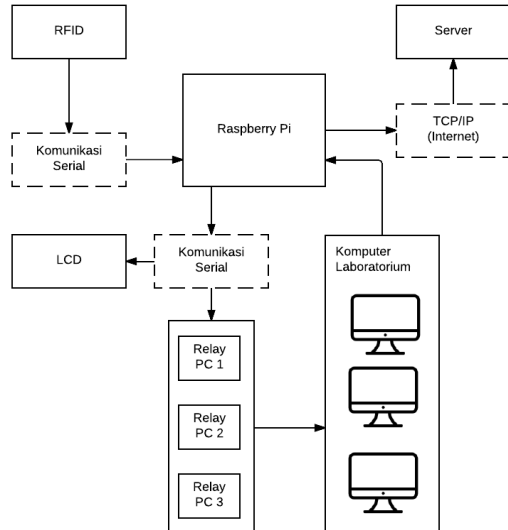 RFID
Server
Raspberry Pi
TCP/IP
(Internet)
Komunikasi
Serial
LCD
Komunikasi
Serial
Komputer
Laboratorium
Relay
PC 1
Relay
PC 2
Relay
PC 3